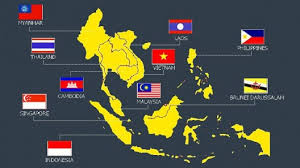 MYANMAR
LAOS
PHILIPPINES
THAILAND
VIETNAM
CAMBODIA
MALAYSIA
BRUNEI DARUSSALAM
SINGAPORE
INDONESIA